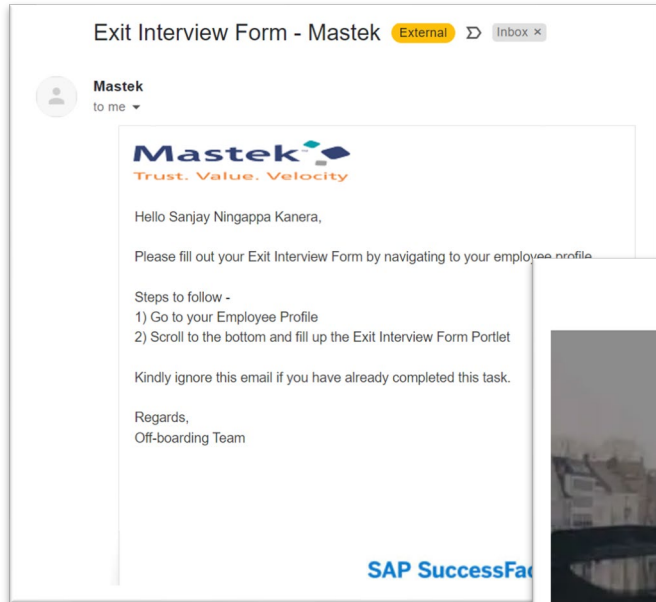 Exit Interview Form - Mastek External Inbox ×
Mastek
to me
Mastek
Trust. Value. Velocity
Hello Sanjay Ningappa Kanera,
Please fill out your Exit Interview Form by navigating to your employee profile
Steps to follow -
1) Go to your Employee Profile
2) Scroll to the bottom and fill up the Exit Interview Form Portlet
Kindly ignore this email if you have already completed this task.
Regards,
Off-boarding Team
SAP SuccessFac